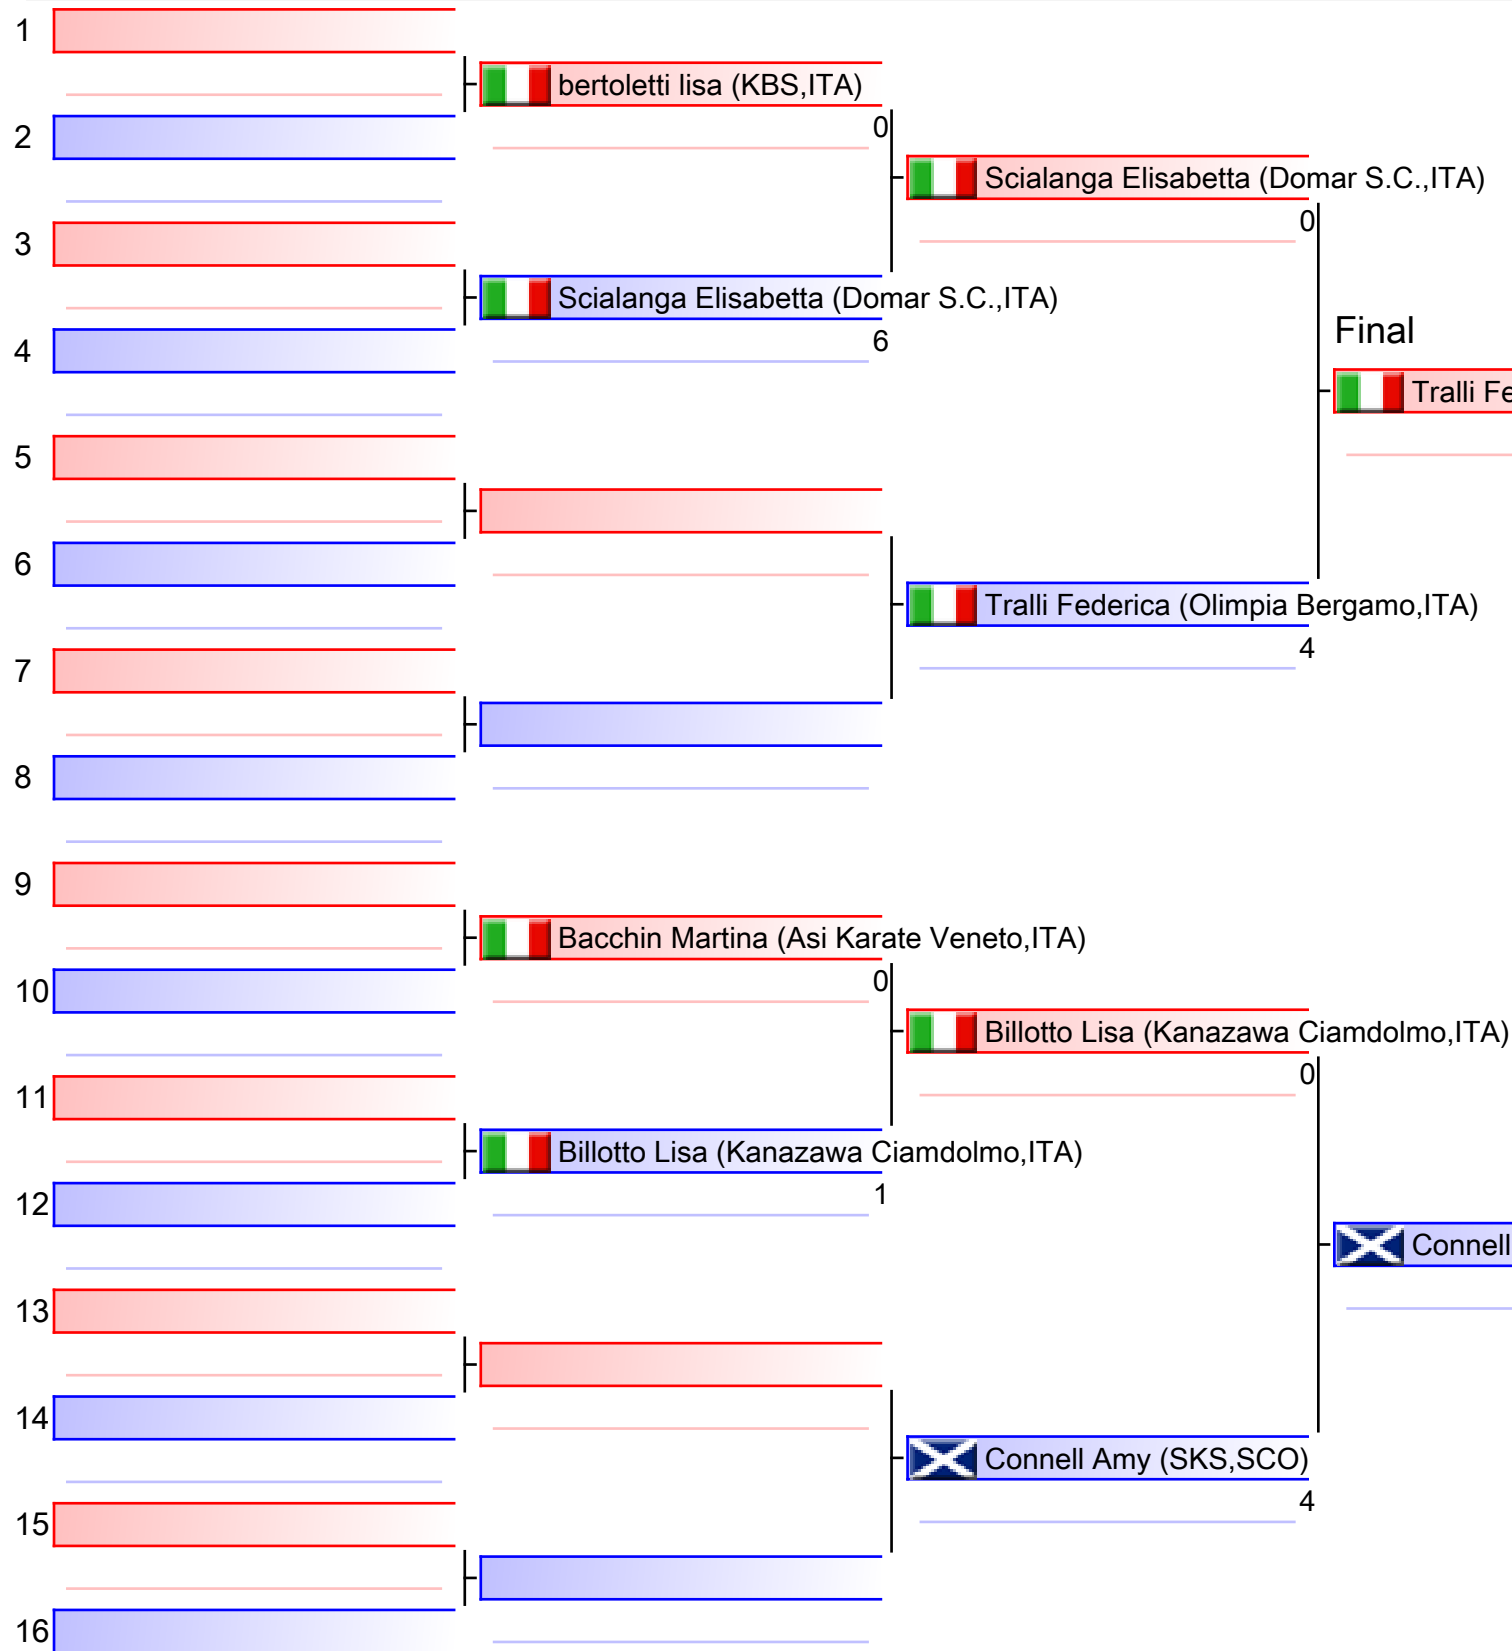 1
bertoletti lisa (KBS,ITA)
0
2
Scialanga Elisabetta (Domar S.C.,ITA)
0
3
Scialanga Elisabetta (Domar S.C.,ITA)
6
4
Final
Tralli Fe
5
6
Tralli Federica (Olimpia Bergamo,ITA)
4
7
8
9
Bacchin Martina (Asi Karate Veneto,ITA)
0
10
Billotto Lisa (Kanazawa Ciamdolmo,ITA)
0
11
Billotto Lisa (Kanazawa Ciamdolmo,ITA)
1
12
Connell
13
14
Connell Amy (SKS,SCO)
4
15
16